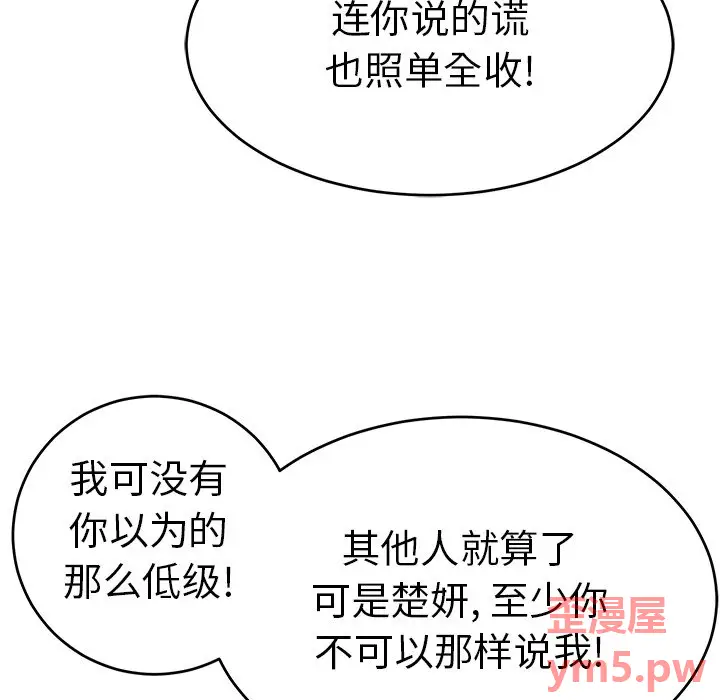 连你说的谎
也照单全收!
我可没有
你以为的
那么低级!
其他人就算了
可是楚妍, 至少你
不可以那样说我!
歪漫屋
ym5.pw